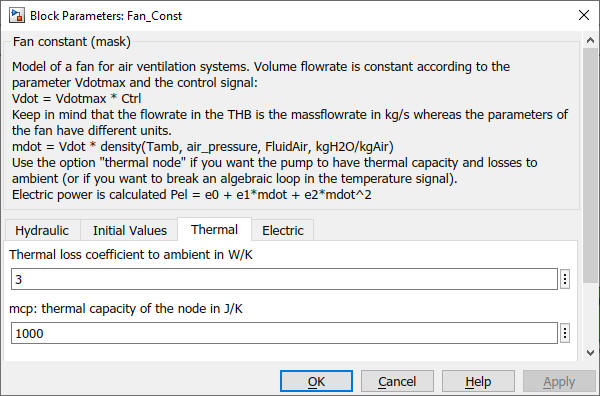 Block Parameters: Fan_Const
Fan constant (mask)
Model of a fan for air ventilation systems. Volume flowrate is constant according to the
parameter Vdotmax and the control signal:
Vdot = Vdotmax * Ctrl
Keep in mind that the flowrate in the THB is the massflowrate in kg/s whereas the parameters of
the fan have different units.
mdot = Vdot * density(Tamb, air_pressure, FluidAir, kgH2O/kgAir)
Use the option "thermal node" if you want the pump to have thermal capacity and losses to
ambient (or if you want to break an algebraic loop in the temperature signal).
Electric power is calculated Pel = e0 + e1*mdot + e2*mdot^2
Hydraulic Initial Values Thermal Electric
Thermal loss coefficient to ambient in W/K
3
mcp: thermal capacity of the node in J/K
1000
OK Cancel Help Apply